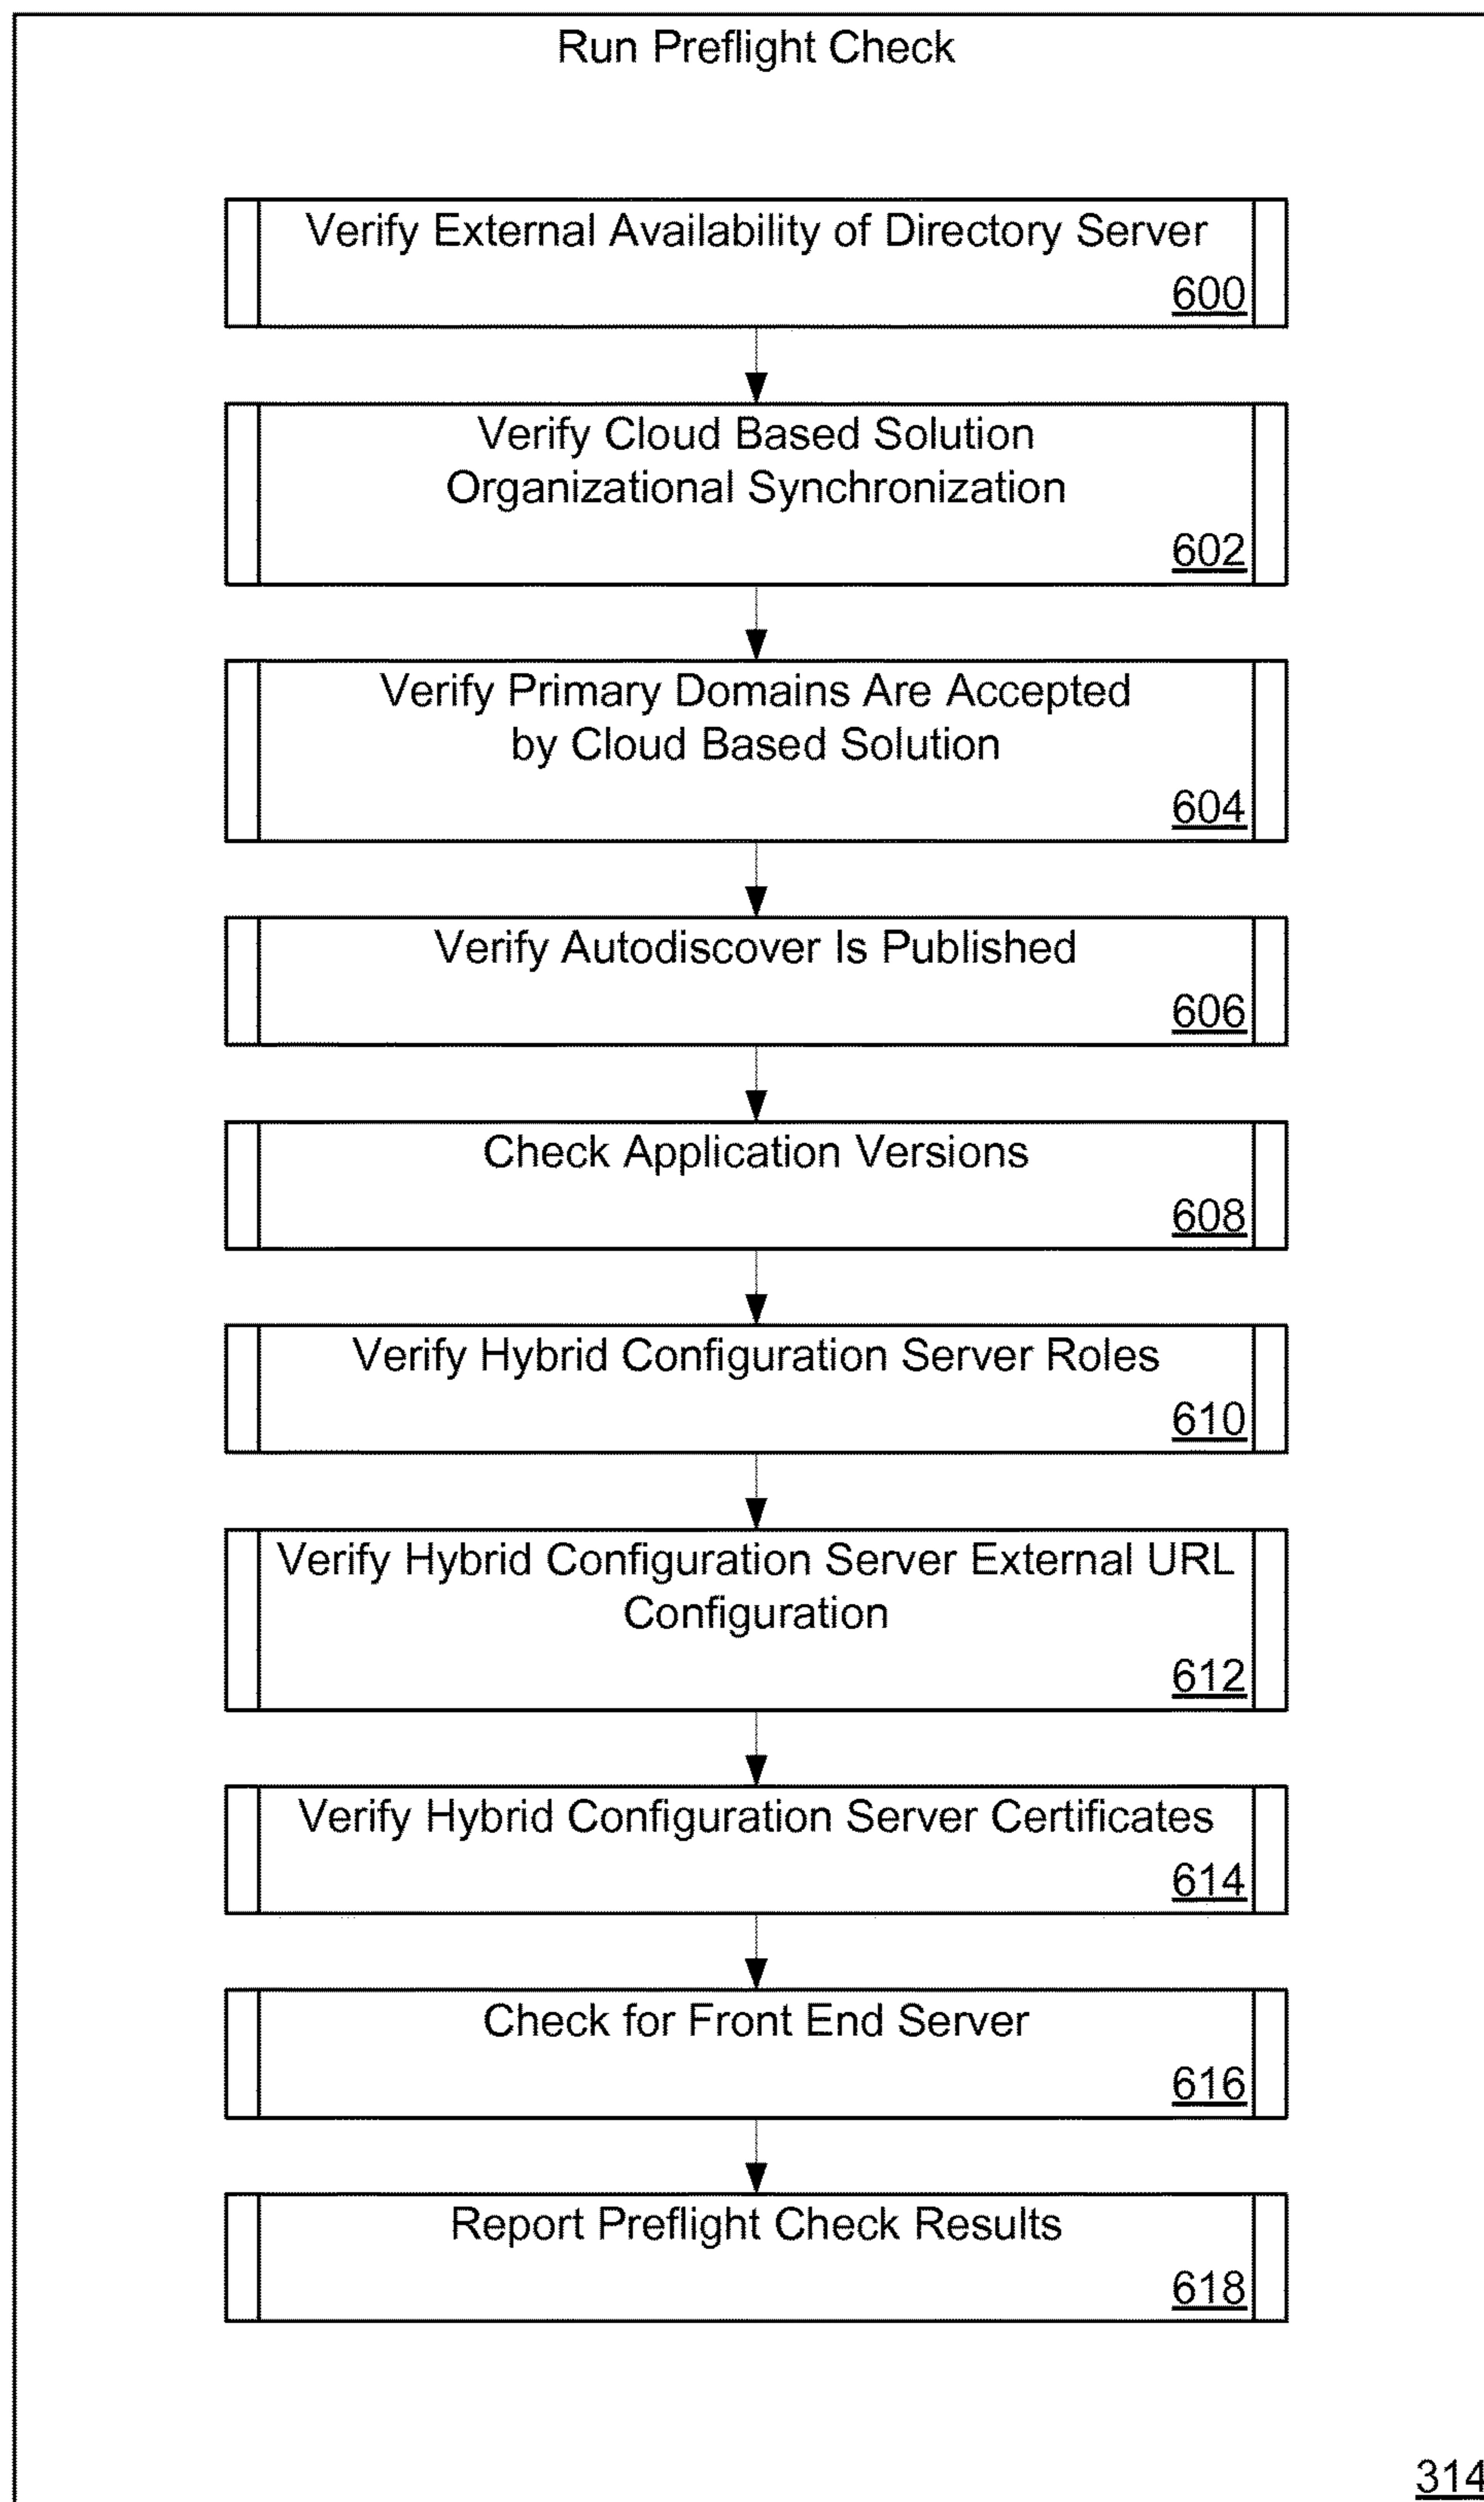 Run Preflight Check
Verify External Availability of Directory Server
600
Verify Cloud Based Solution
Organizational Synchronization
602
Verify Primary Domains Are Accepted
by Cloud Based Solution
604
Verify Autodiscover Is Published
606
Check Application Versions
608
Verify Hybrid Configuration Server Roles
610
Verify Hybrid Configuration Server External URL
Configuration
612
Verify Hybrid Configuration Server Certificates
614
Check for Front End Server
616
Report Preflight Check Results
618
314